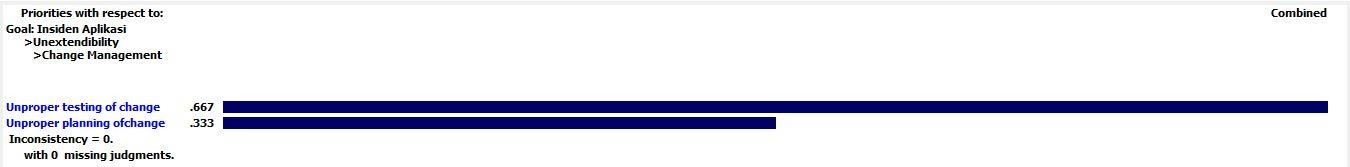 Priorities with respect to: Combined
Goal: Insiden Aplikasi
>Unextendibility
>Change Management
Unproper testing of change .667
Unproper planning ofchange .333
Inconsistency = 0.
with 0 missing judgments.